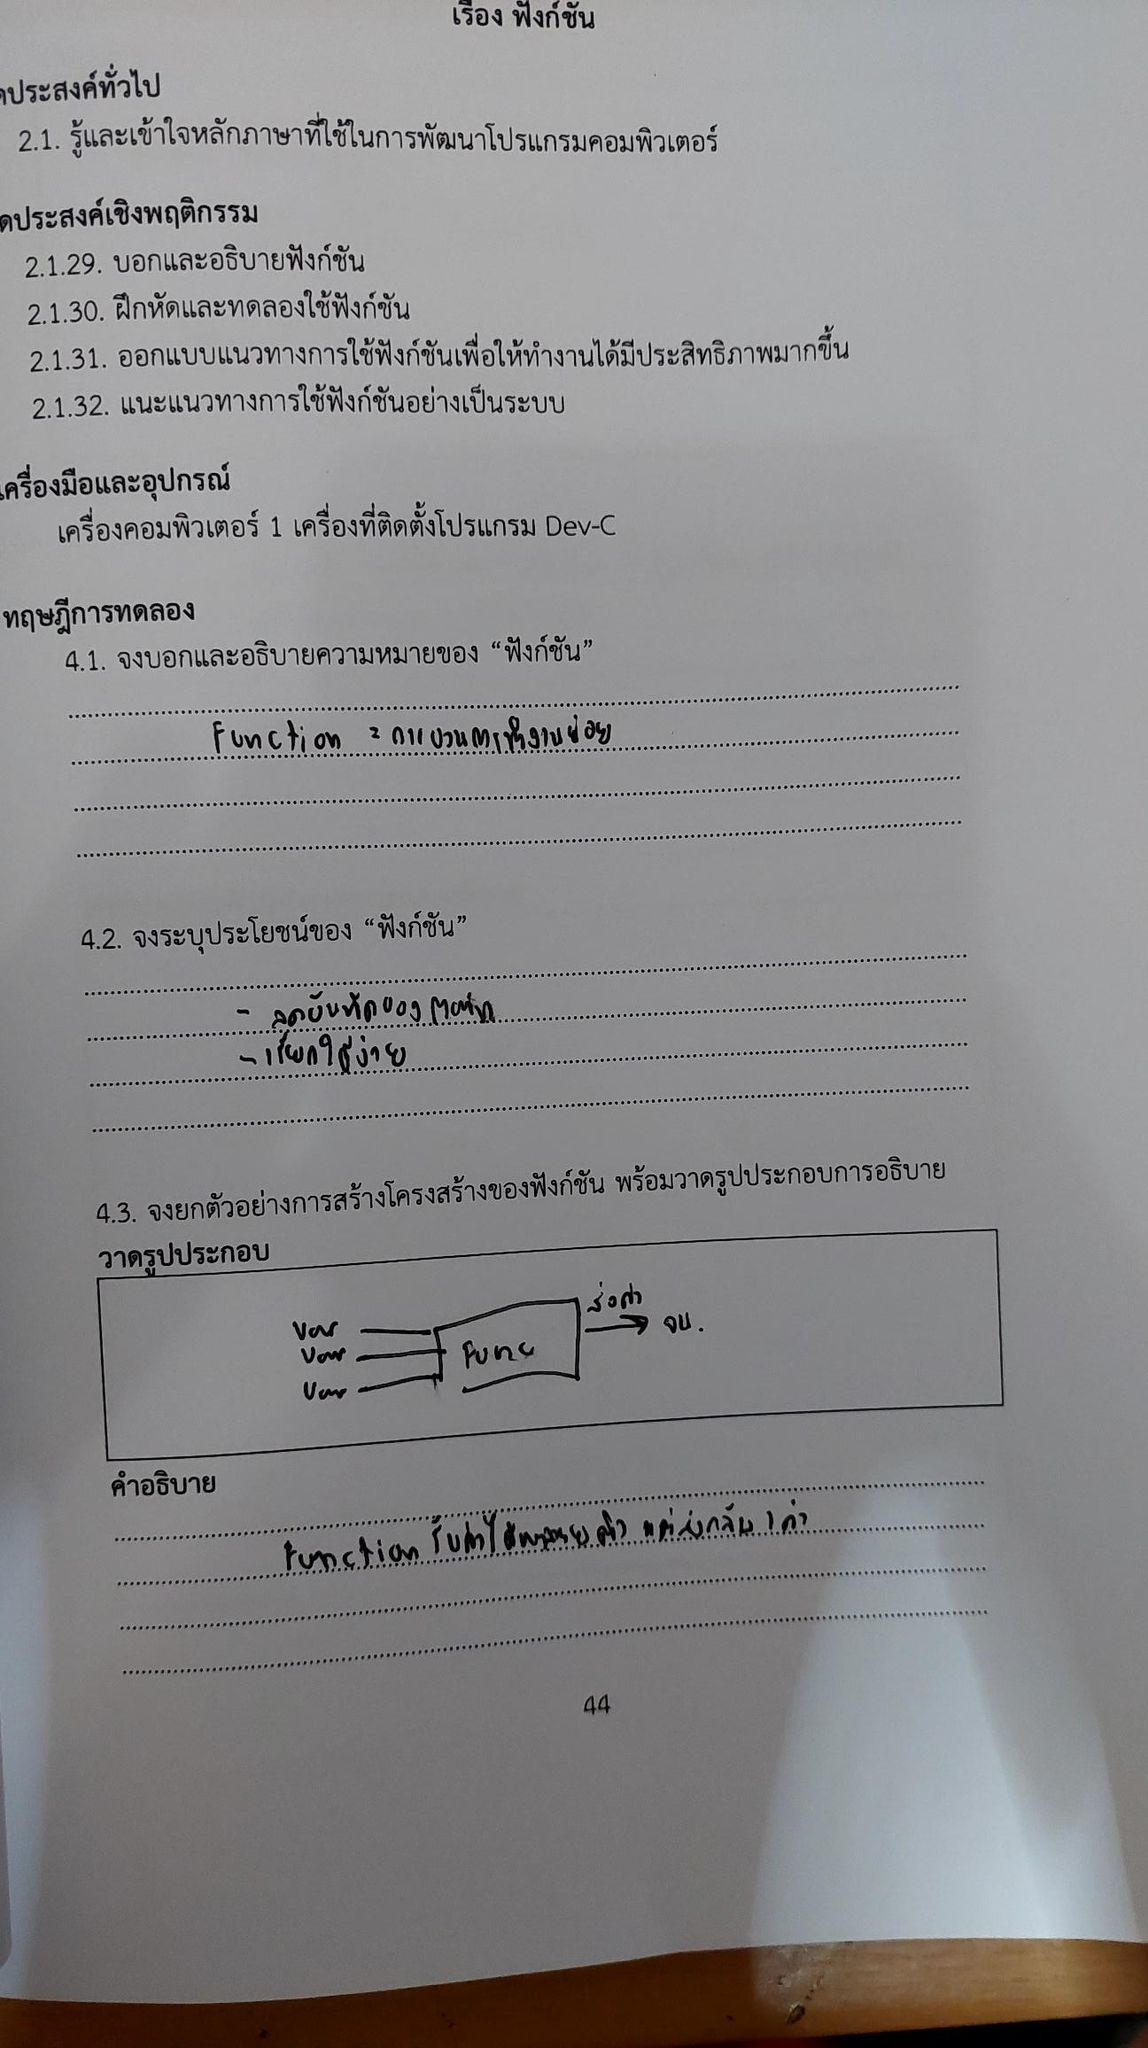 เรื่อง ฟังก์ชัน
ดประสงค์ทั่วไป
2.1. รู้และเข้าใจหลักภาษาที่ใช้ในการพัฒนาโปรแกรมคอมพิวเตอร์
ดประสงค์เชิงพฤติกรรม
2.1.29. บอกและอธิบายฟังก์ชัน
2.1.30. ฝึกหัดและทดลองใช้ฟังก์ชัน
2.1.31. ออกแบบแนวทางการใช้ฟังก์ชันเพื่อให้ทำงานได้มีประสิทธิภาพมากขึ้น
2.1.32. แนะแนวทางการใช้ฟังก์ชันอย่างเป็นระบบ
เครื่องมือและอุปกรณ์
เครื่องคอมพิวเตอร์ 1 เครื่องที่ติดตั้งโปรแกรม Dev-C
ทฤษฎีการทดลอง
4.1. จงบอกและอธิบายความหมายของ “ฟังก์ชัน”
Function = กระบวนการทำงานย่อย
4.2. จงระบุประโยชน์ของ “ฟังก์ชัน”
- ลดบันทัดของ main
- เรียกใช้ง่าย
4.3. จงยกตัวอย่างการสร้างโครงสร้างของฟังก์ชัน พร้อมวาดรูปประกอบการอธิบาย
วาดรูปประกอบ
ส่งค่า
Var
Var
Var
Func
จบ.
คำอธิบาย
Function รับค่าได้หลายค่า แต่ส่งกลับ 1 ค่า
44